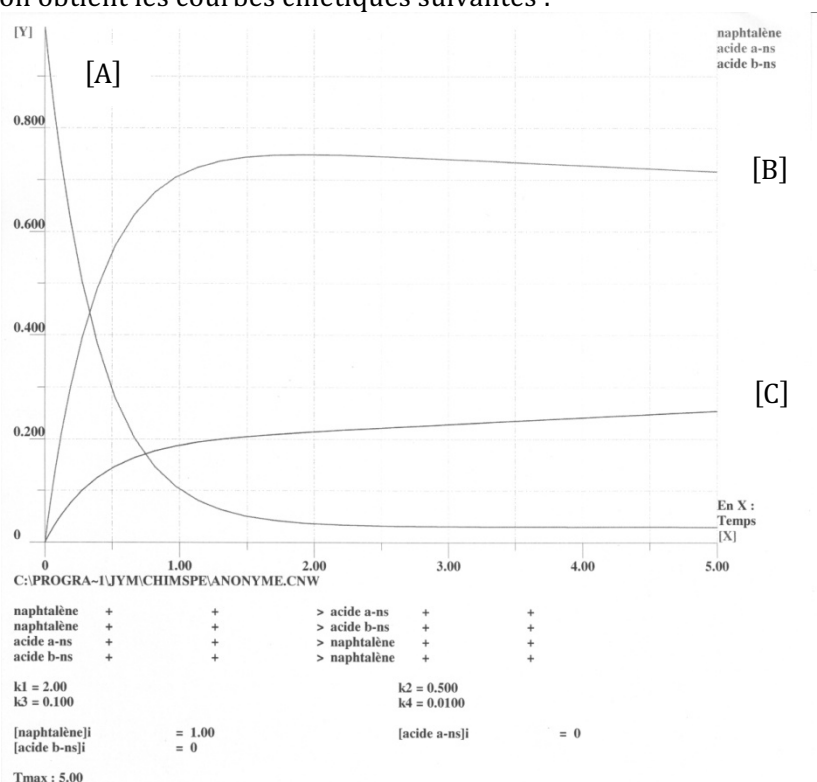 on obtient les courbes cinétiques suivantes :
[Y]
naphtalène
acide a-ns
acide b-ns
[A]
0.800
[B]
0.600
0.400
[C]
0.200
En X :
Temps
[X]
0
0 1.00 2.00 3.00 4.00 5.00
C:\PROGRA~1\JYM\CHIMSPE\ANONYME.CNW
naphtalène + + > acide a-ns + +
naphtalène + + > acide b-ns + +
acide a-ns + + > naphtalène + +
acide b-ns + + > naphtalène + +
k1 = 2.00 k2 = 0.500
k3 = 0.100 k4 = 0.0100
[naphtalène]i = 1.00 [acide a-ns]i = 0
[acide b-ns]i = 0
Tmax : 5.00